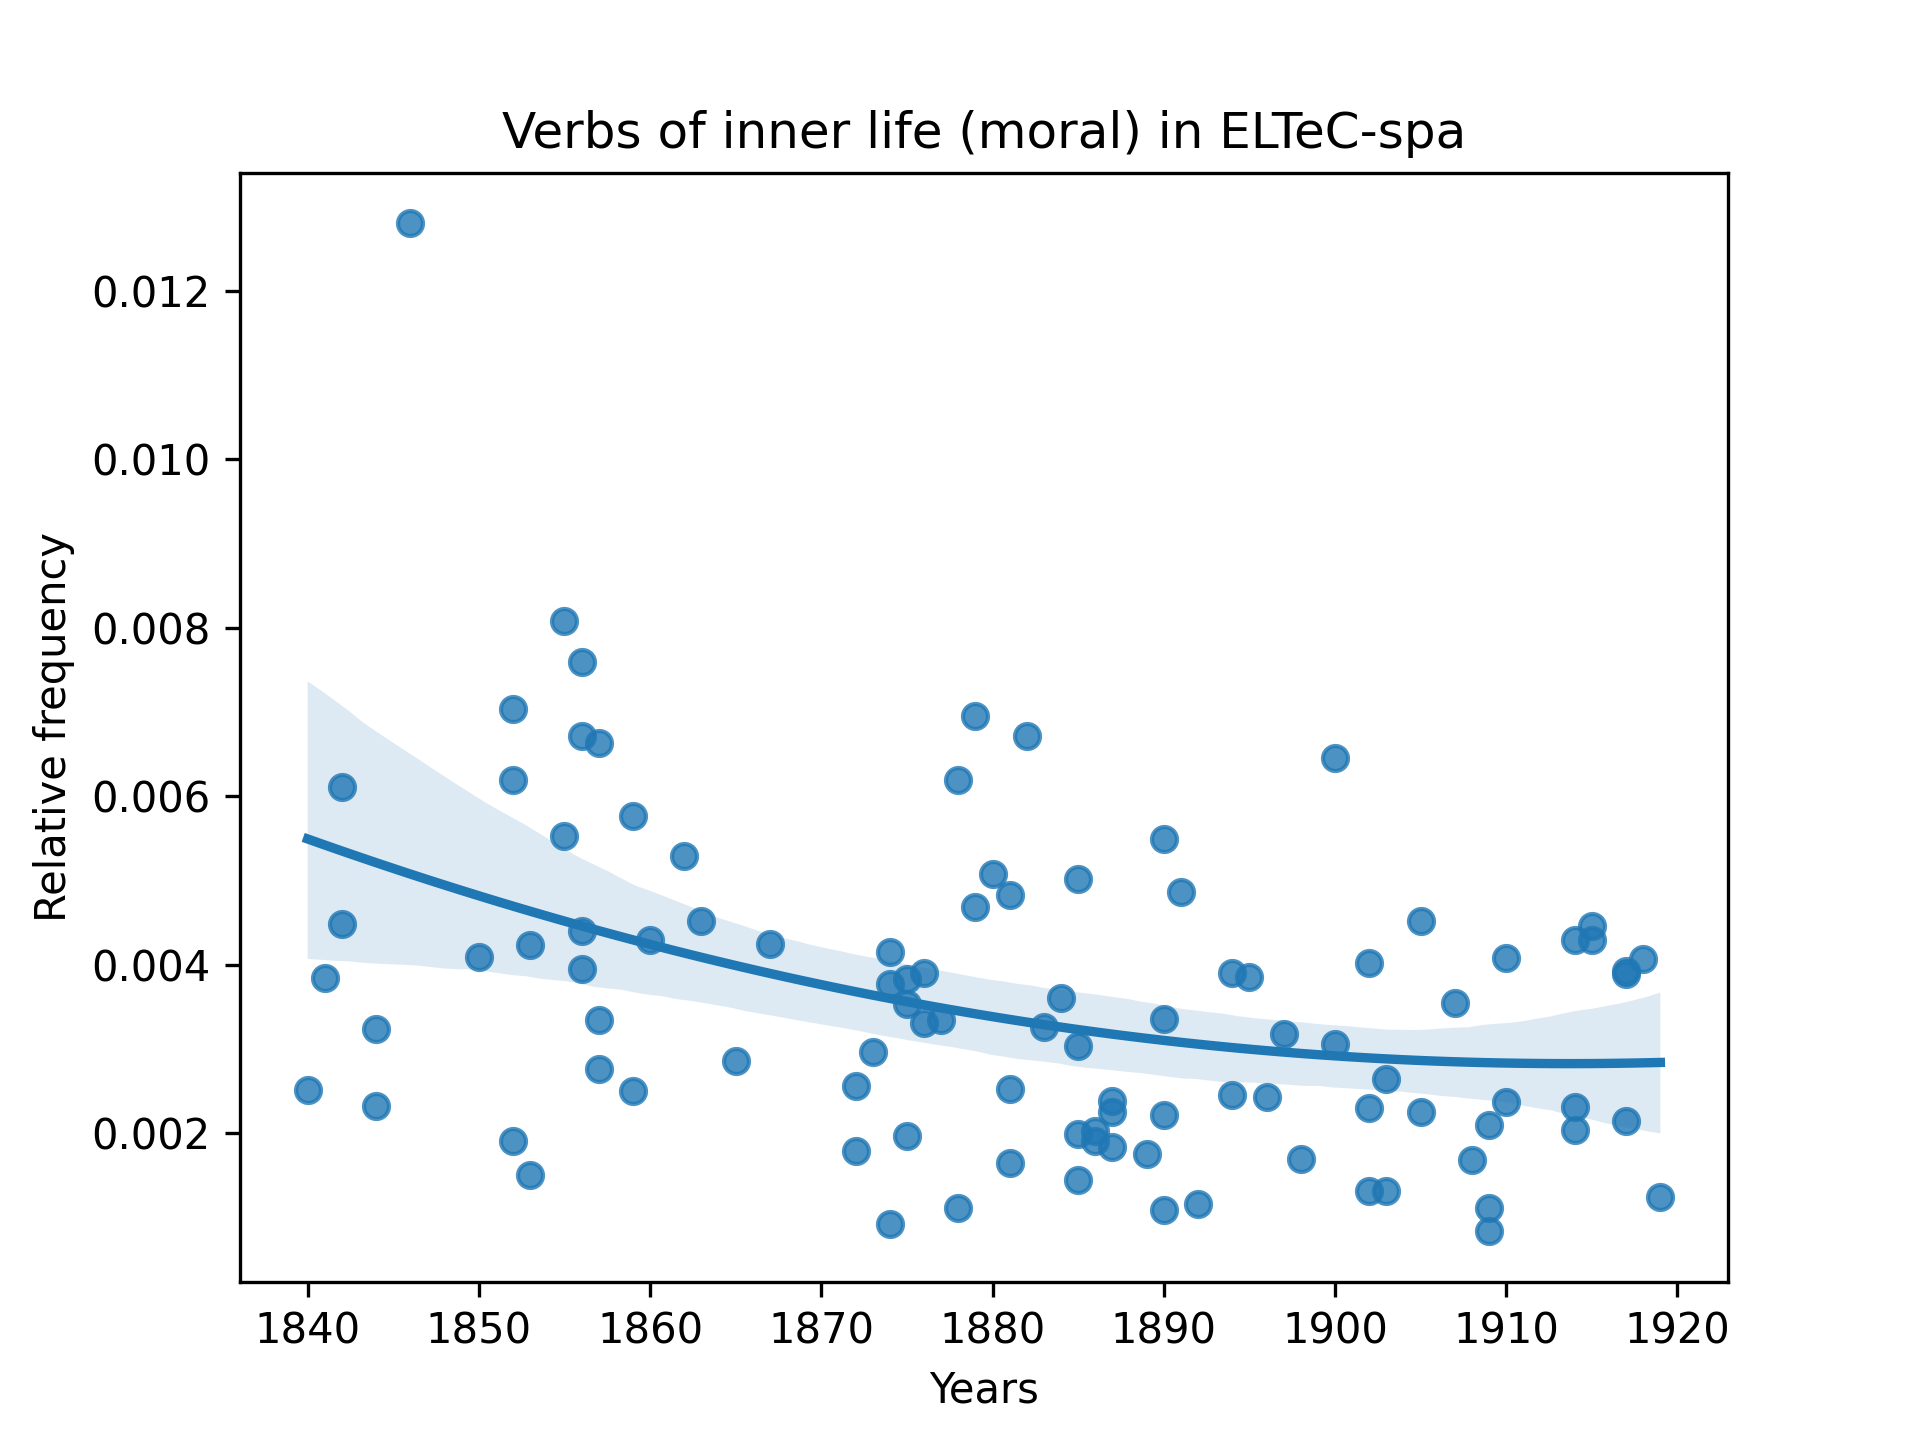 Verbs of inner life (moral) in ELTeC-spa
Relative frequency
0.012
0.010
0.008
0.006
0.004
0.002
1840 1850 1860 1870 1880 1890 1900 1910 1920
Years